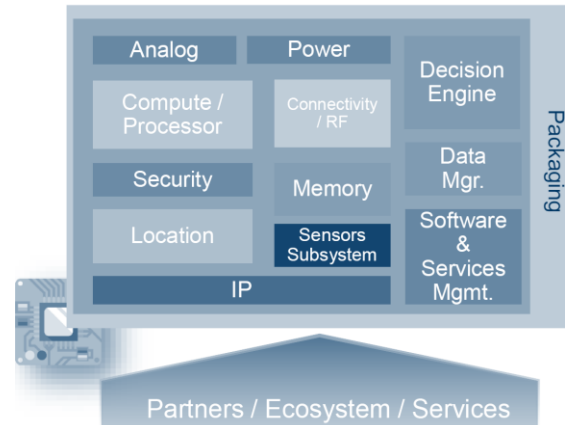 Analog
Power
Compute /
Processor
Connectivity
/ RF
Security
Memory
Location
Sensors
Subsystem
IP
Decision
Engine
Data
Mgr.
Software
&
Services
Mgmt.
Packaging
Partners / Ecosystem / Services